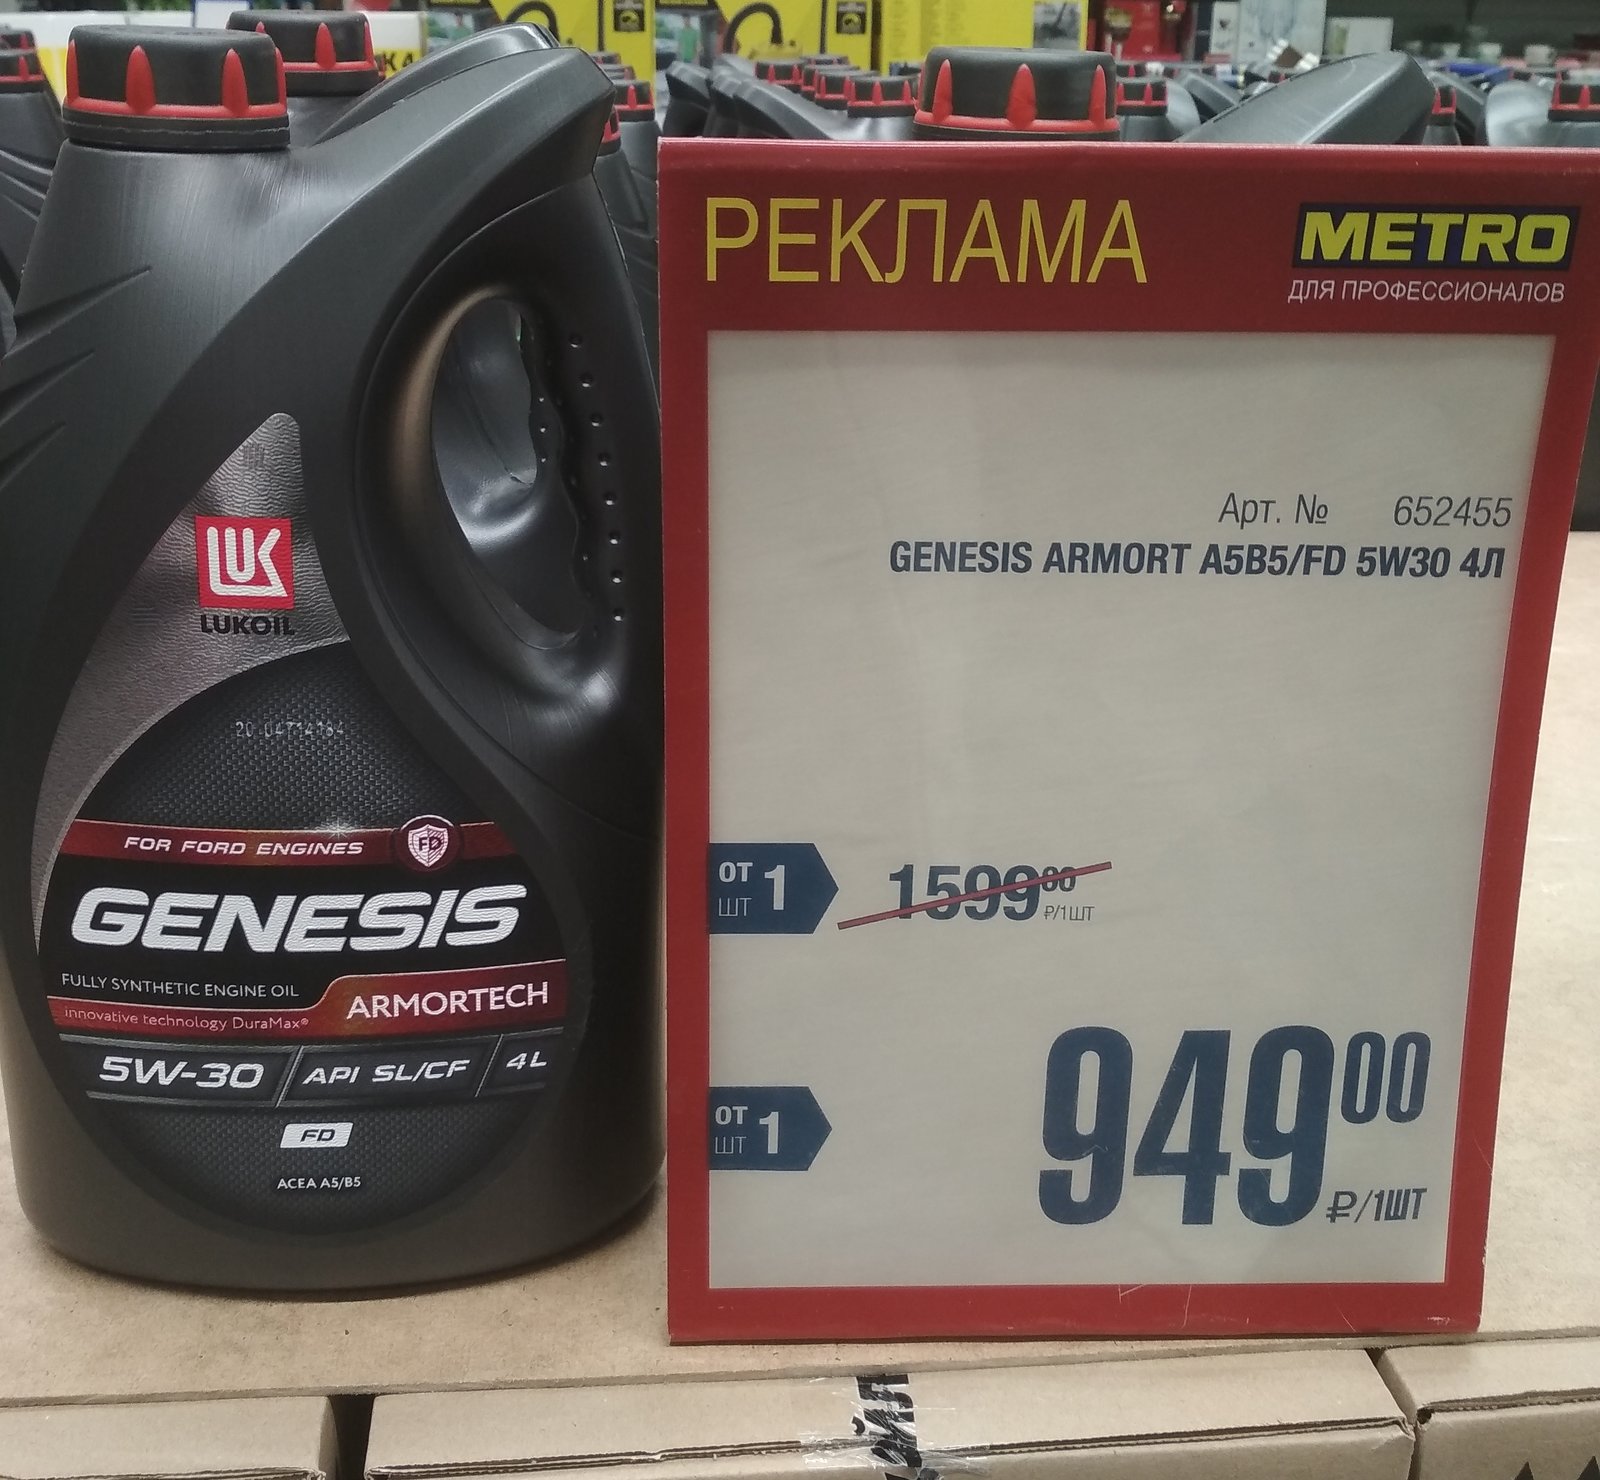 LUK
LUKOIL
20 04714184
FOR FORD ENGINES
FD
GENESIS
FULLY SYNTHETIC ENGINE OIL
ARMORTECH
innovative technology DuraMax®
5W-30 API SL/CF 4L
FD
ACEA A5/B5
РЕКЛАМА
METRO
ДЛЯ ПРОФЕССИОНАЛОВ
Арт. № 652455
GENESIS ARMORT A5B5/FD 5W30 4Л
ОТ 1
ШТ
1599 00
₽/1ШТ
ОТ 1
ШТ
949 00
₽/1ШТ